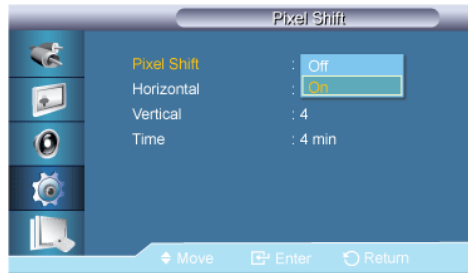 Pixel Shift
Pixel Shift : Off
Horizontal : On
Vertical : 4
Time : 4 min
Move Enter Return